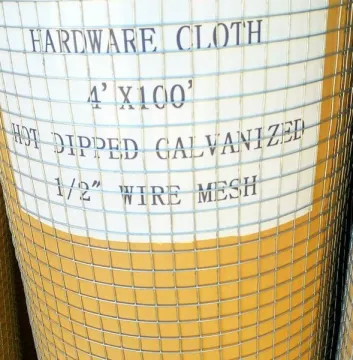 HARDWARE CLOTH
4'X100'
HOT DIPPED GALVANIZED
1/2" WIRE MESH